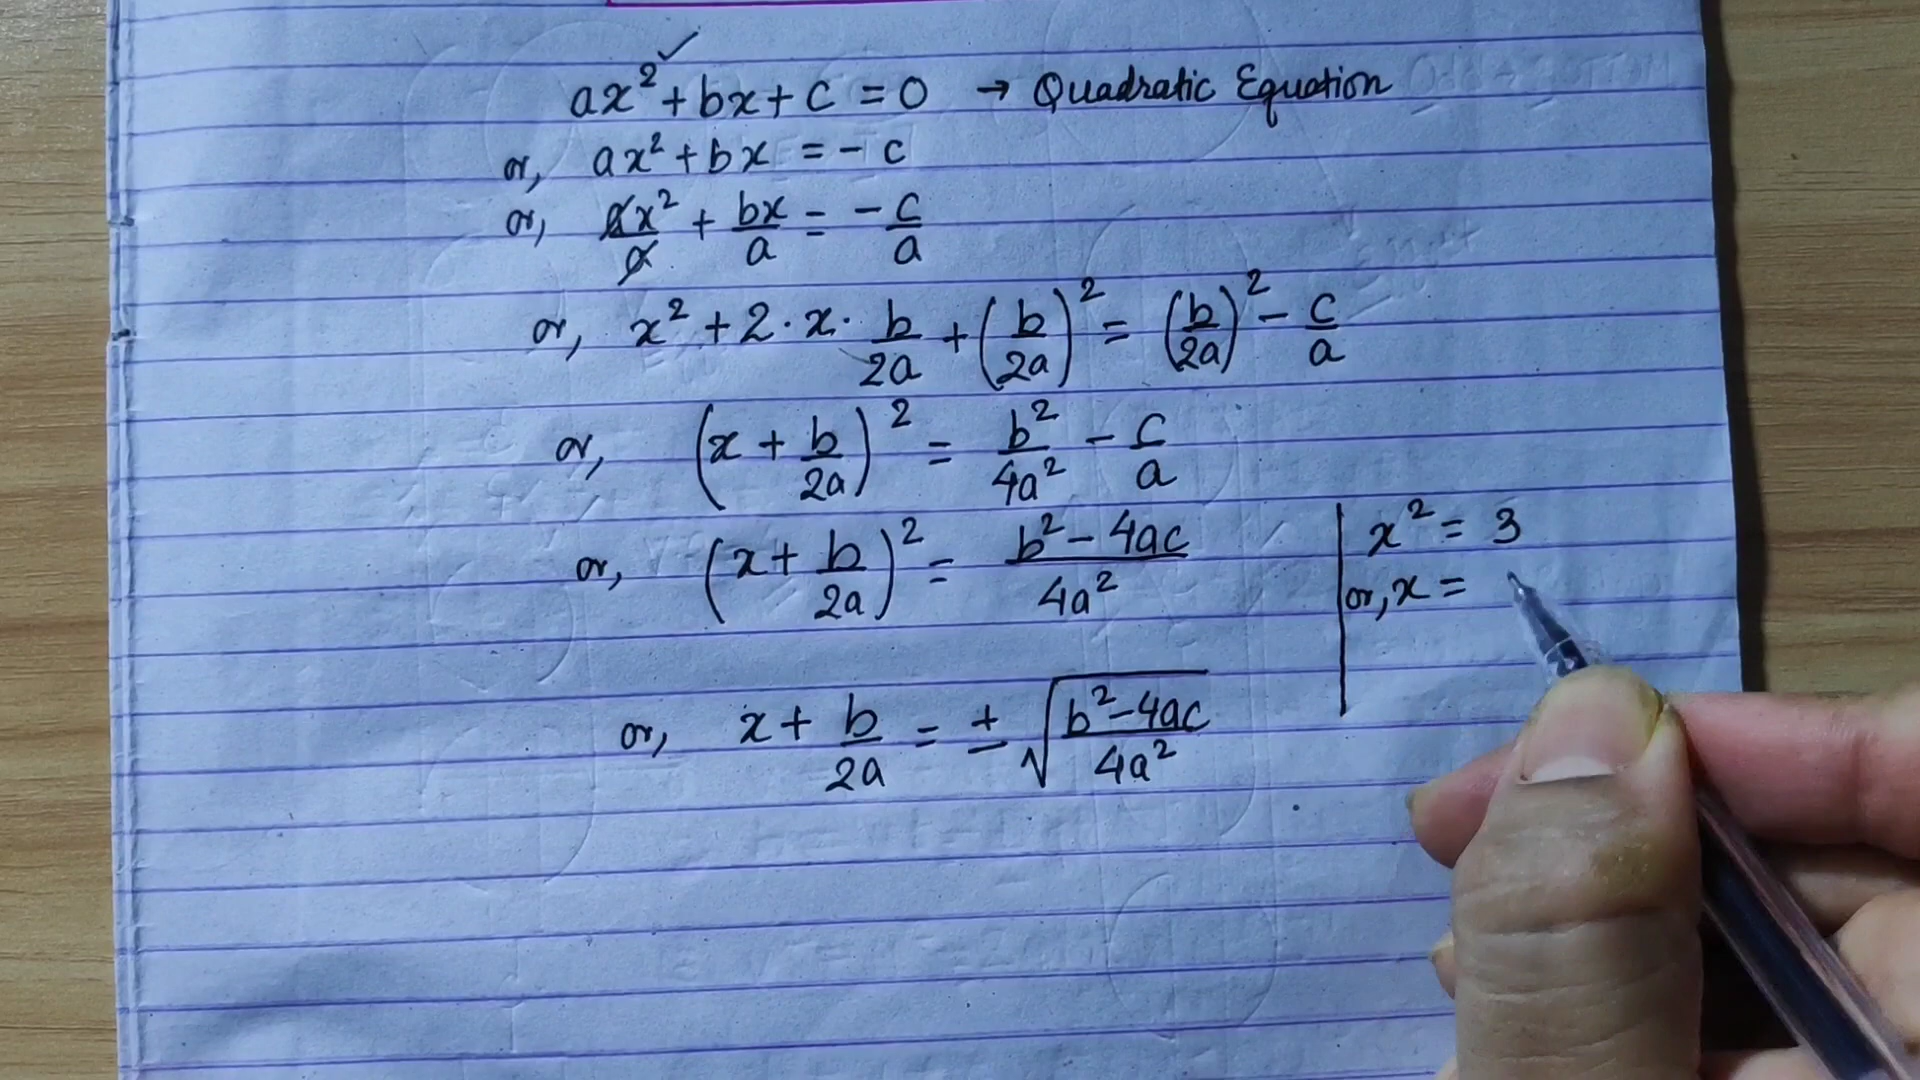 ax² + bx + c = 0 → Quadratic Equation
or, ax² + bx = - c
or, ax²/a + bx/a = - c/a
or, x² + 2·x· b/2a + (b/2a)² = (b/2a)² - c/a
or, (x + b/2a)² = b²/4a² - c/a
or, (x + b/2a)² = b² - 4ac/4a²
or, x + b/2a = ± √b²-4ac/4a²
x² = 3
or, x =